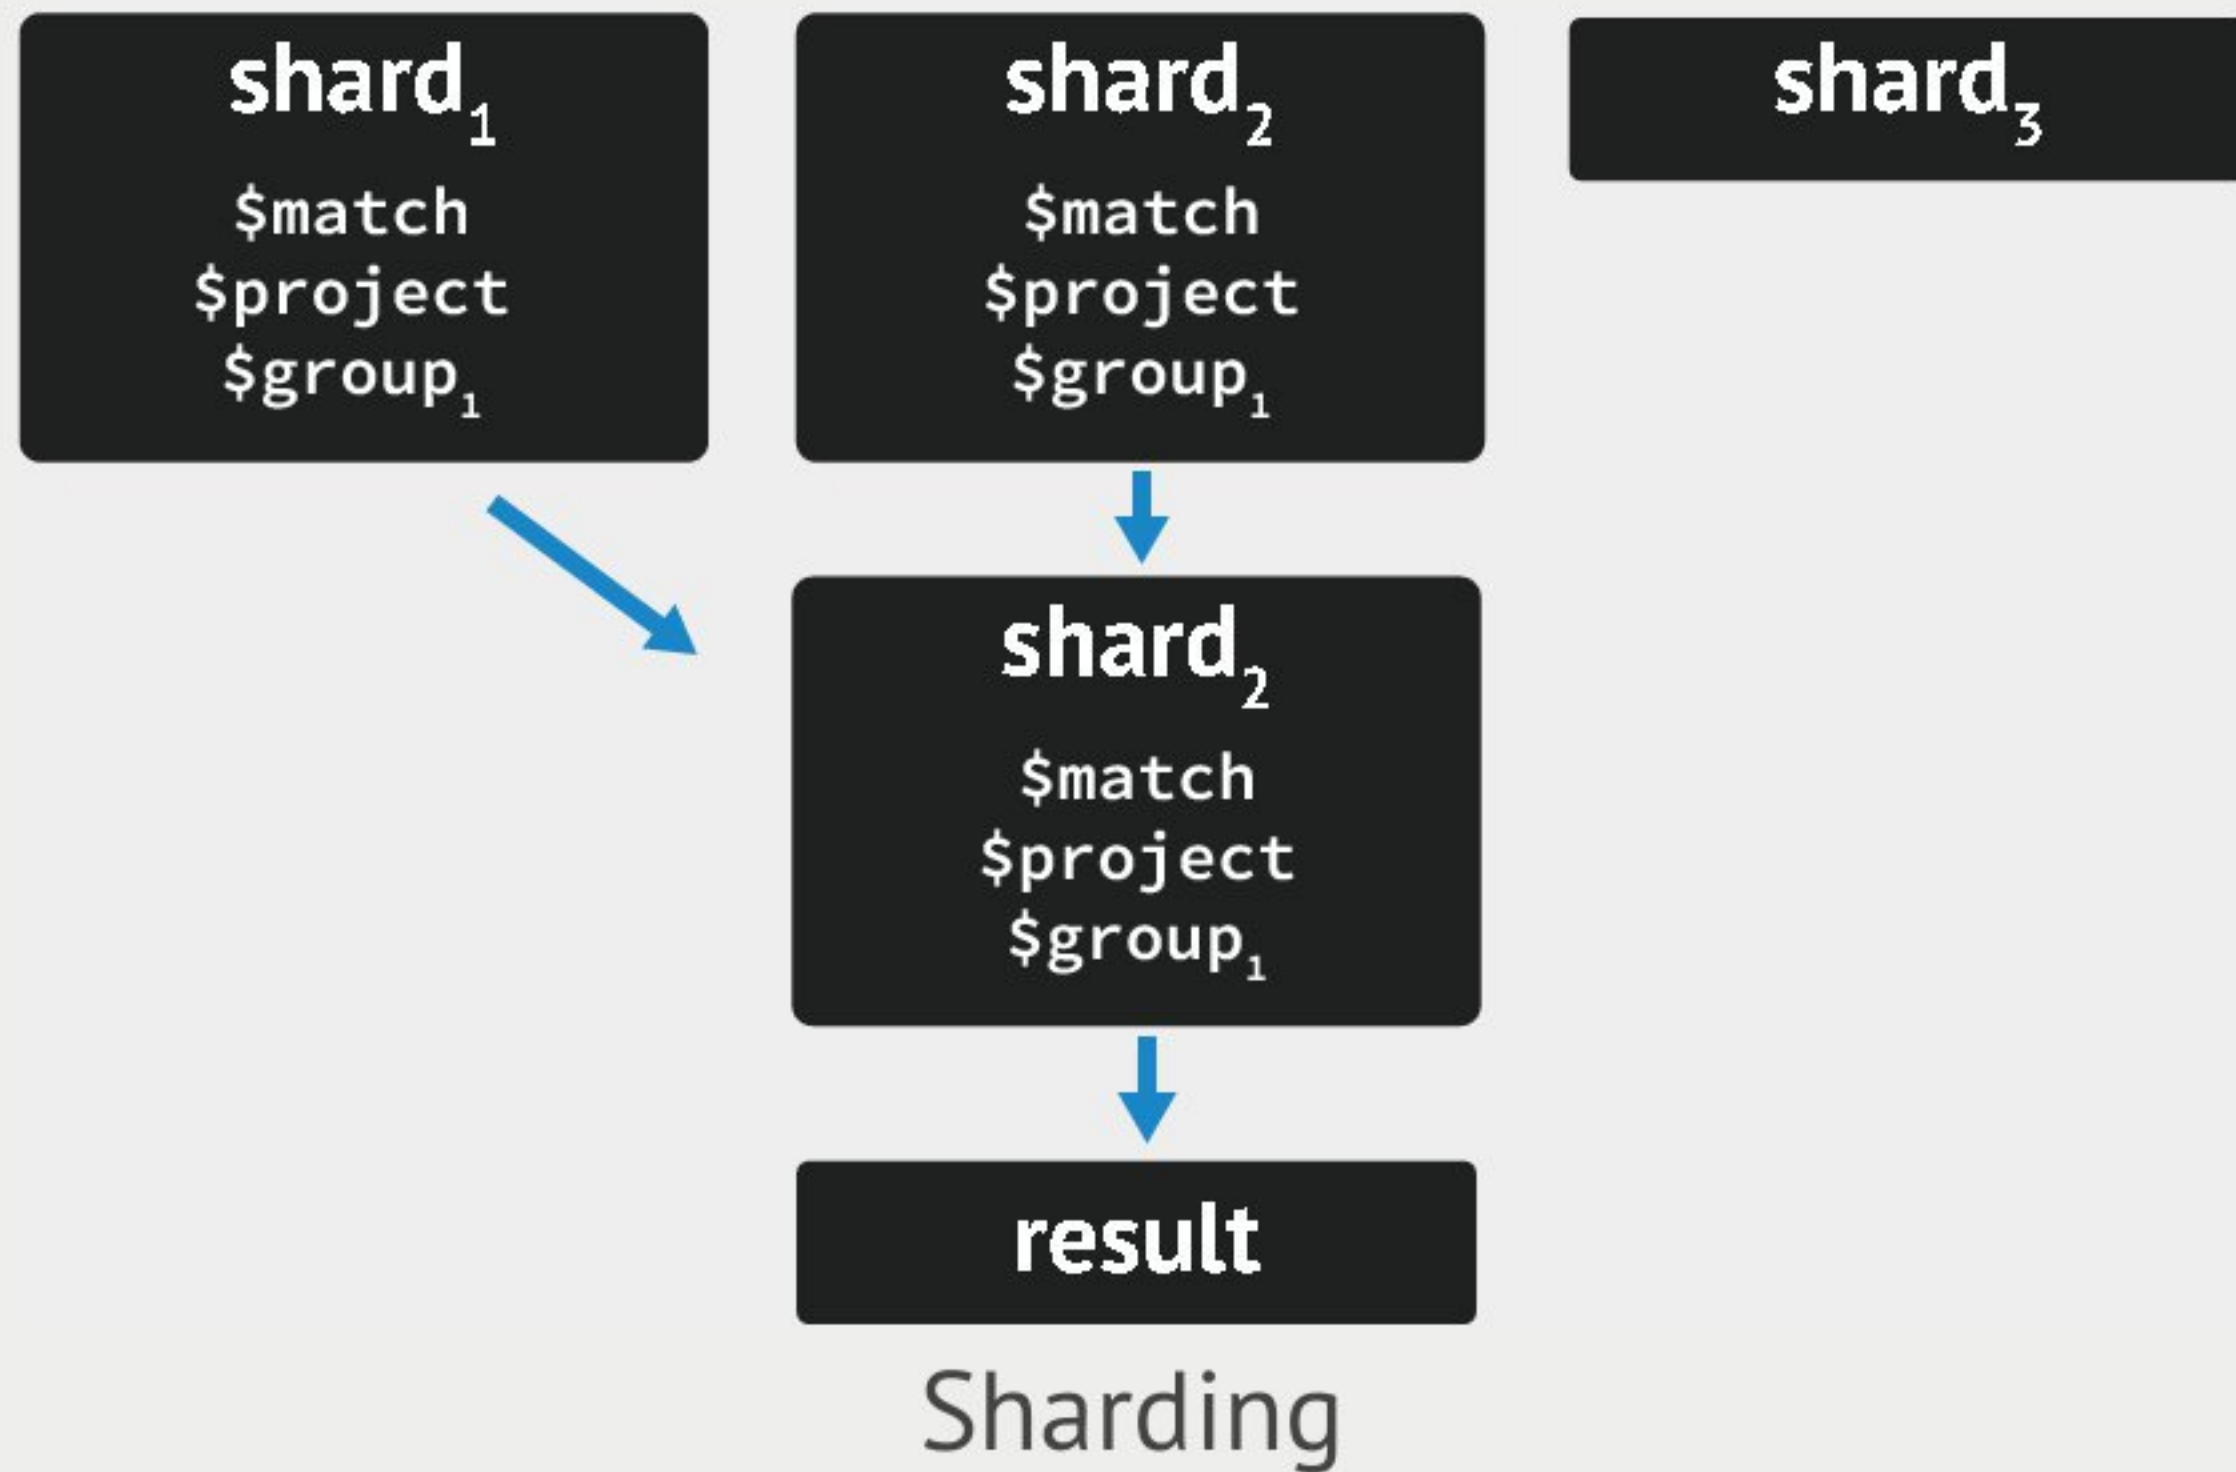 shard₁
$match
$project
$group₁
shard₂
$match
$project
$group₁
shard₃
shard₂
$match
$project
$group₁
result
Sharding